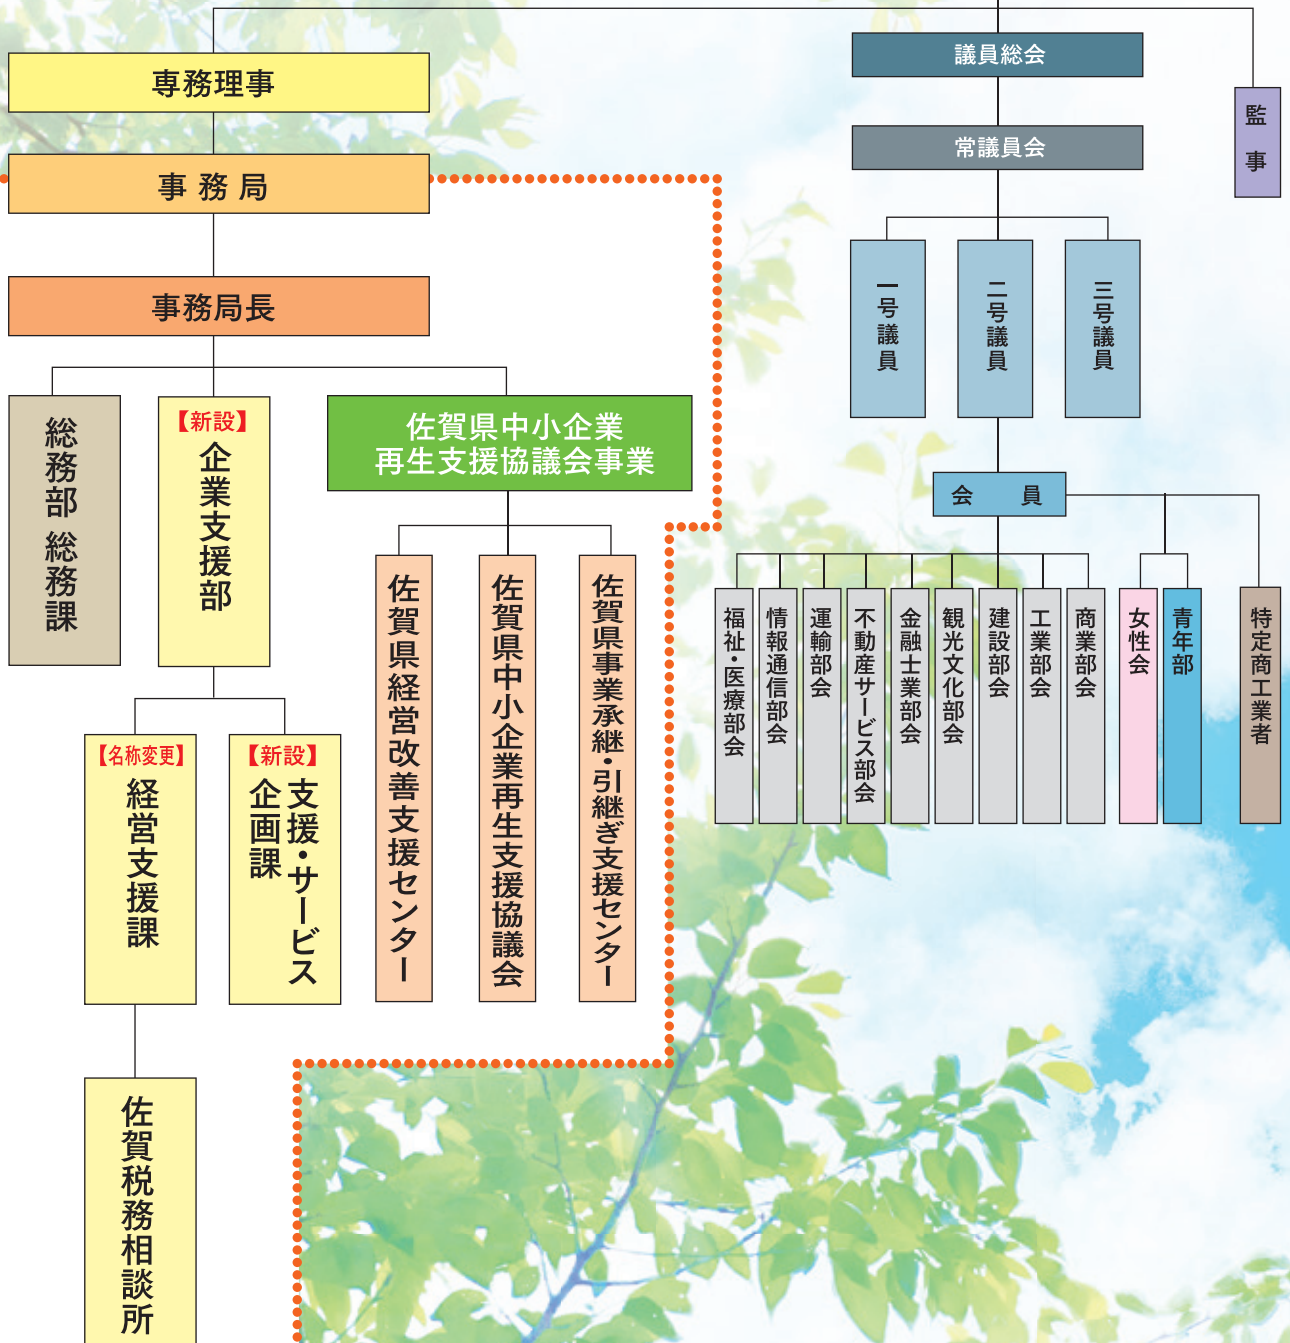 専務理事
事務局
事務局長
総務部 総務課
【新設】
企業支援部
佐賀県中小企業
再生支援協議会事業
【名称変更】
経営支援課
【新設】
支援・サービス
企画課
佐賀県経営改善支援センター
佐賀県中小企業再生支援協議会
佐賀県事業承継・引継ぎ支援センター
佐賀税務相談所
議員総会
常議員会
監事
一号議員
二号議員
三号議員
会員
福祉・医療部会
情報通信部会
運輸部会
不動産サービス部会
金融士業部会
観光文化部会
建設部会
工業部会
商業部会
女性会
青年部
特定商工業者